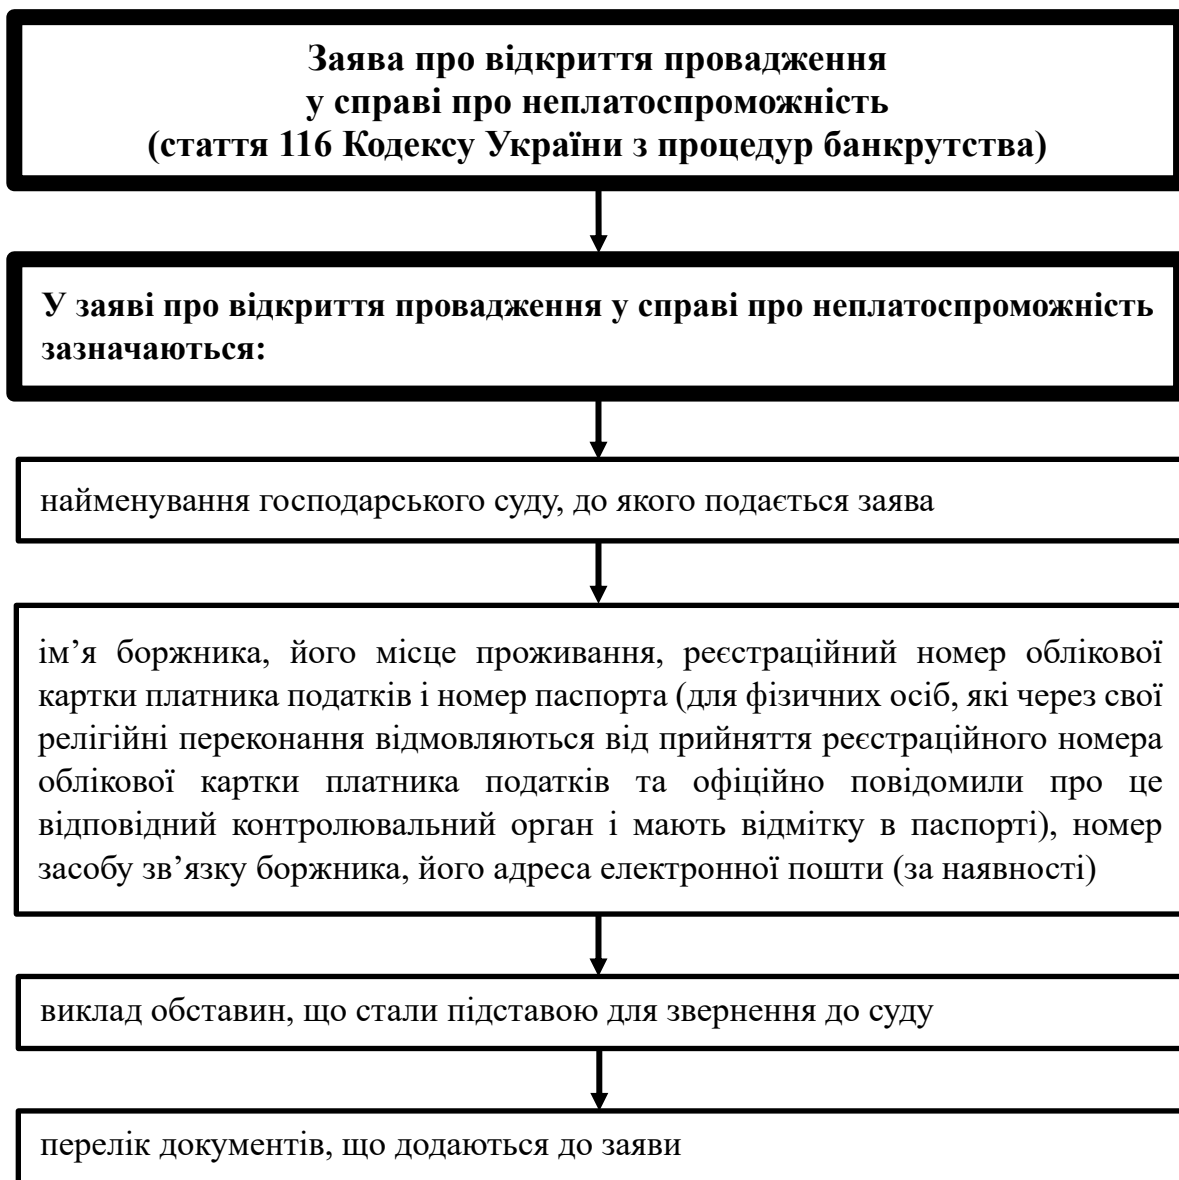 Заява про відкриття провадження
у справі про неплатоспроможність
(стаття 116 Кодексу України з процедур банкрутства)
У заяві про відкриття провадження у справі про неплатоспроможність
зазначаються:
найменування господарського суду, до якого подається заява
ім’я боржника, його місце проживання, реєстраційний номер облікової
картки платника податків і номер паспорта (для фізичних осіб, які через свої
релігійні переконання відмовляються від прийняття реєстраційного номера
облікової картки платника податків та офіційно повідомили про це
відповідний контролювальний орган і мають відмітку в паспорті), номер
засобу зв’язку боржника, його адреса електронної пошти (за наявності)
виклад обставин, що стали підставою для звернення до суду
перелік документів, що додаються до заяви